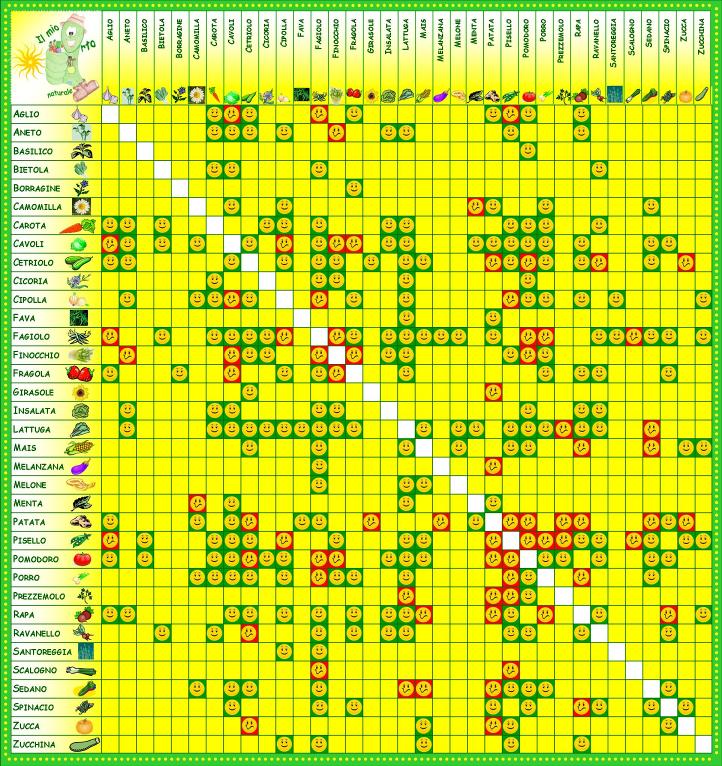 Il mio
orto
naturale
AGLIO
ANETO
BASILICO
BIETOLA
BORRAGINE
CAMOMILLA
CAROTA
CAVOLI
CETRIOLO
CICORIA
CIPOLLA
FAVA
FAGIOLO
FINOCCHIO
FRAGOLA
GIRASOLE
INSALATA
LATTUGA
MAIS
MELANZANA
MELONE
MENTA
PATATA
PISELLO
POMODORO
PORRO
PREZZEMOLO
RAPA
RAVANELLO
SANTOREGGIA
SCALOGNO
SEDANO
SPINACIO
ZUCCA
ZUCCHINA
AGLIO
ANETO
BASILICO
BIETOLA
BORRAGINE
CAMOMILLA
CAROTA
CAVOLI
CETRIOLO
CICORIA
CIPOLLA
FAVA
FAGIOLO
FINOCCHIO
FRAGOLA
GIRASOLE
INSALATA
LATTUGA
MAIS
MELANZANA
MELONE
MENTA
PATATA
PISELLO
POMODORO
PORRO
PREZZEMOLO
RAPA
RAVANELLO
SANTOREGGIA
SCALOGNO
SEDANO
SPINACIO
ZUCCA
ZUCCHINA